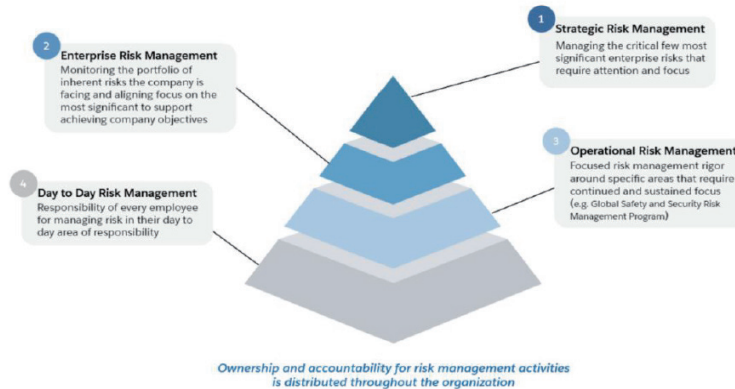 1
Strategic Risk Management
Managing the critical few most
significant enterprise risks that
require attention and focus
2
Enterprise Risk Management
Monitoring the portfolio of
inherent risks the company is
facing and aligning focus on the
most significant to support
achieving company objectives
3
Operational Risk Management
Focused risk management rigor
around specific areas that require
continued and sustained focus
(e.g. Global Safety and Security Risk
Management Program)
4
Day to Day Risk Management
Responsibility of every employee
for managing risk in their day to
day area of responsibility
Ownership and accountability for risk management activities
is distributed throughout the organization